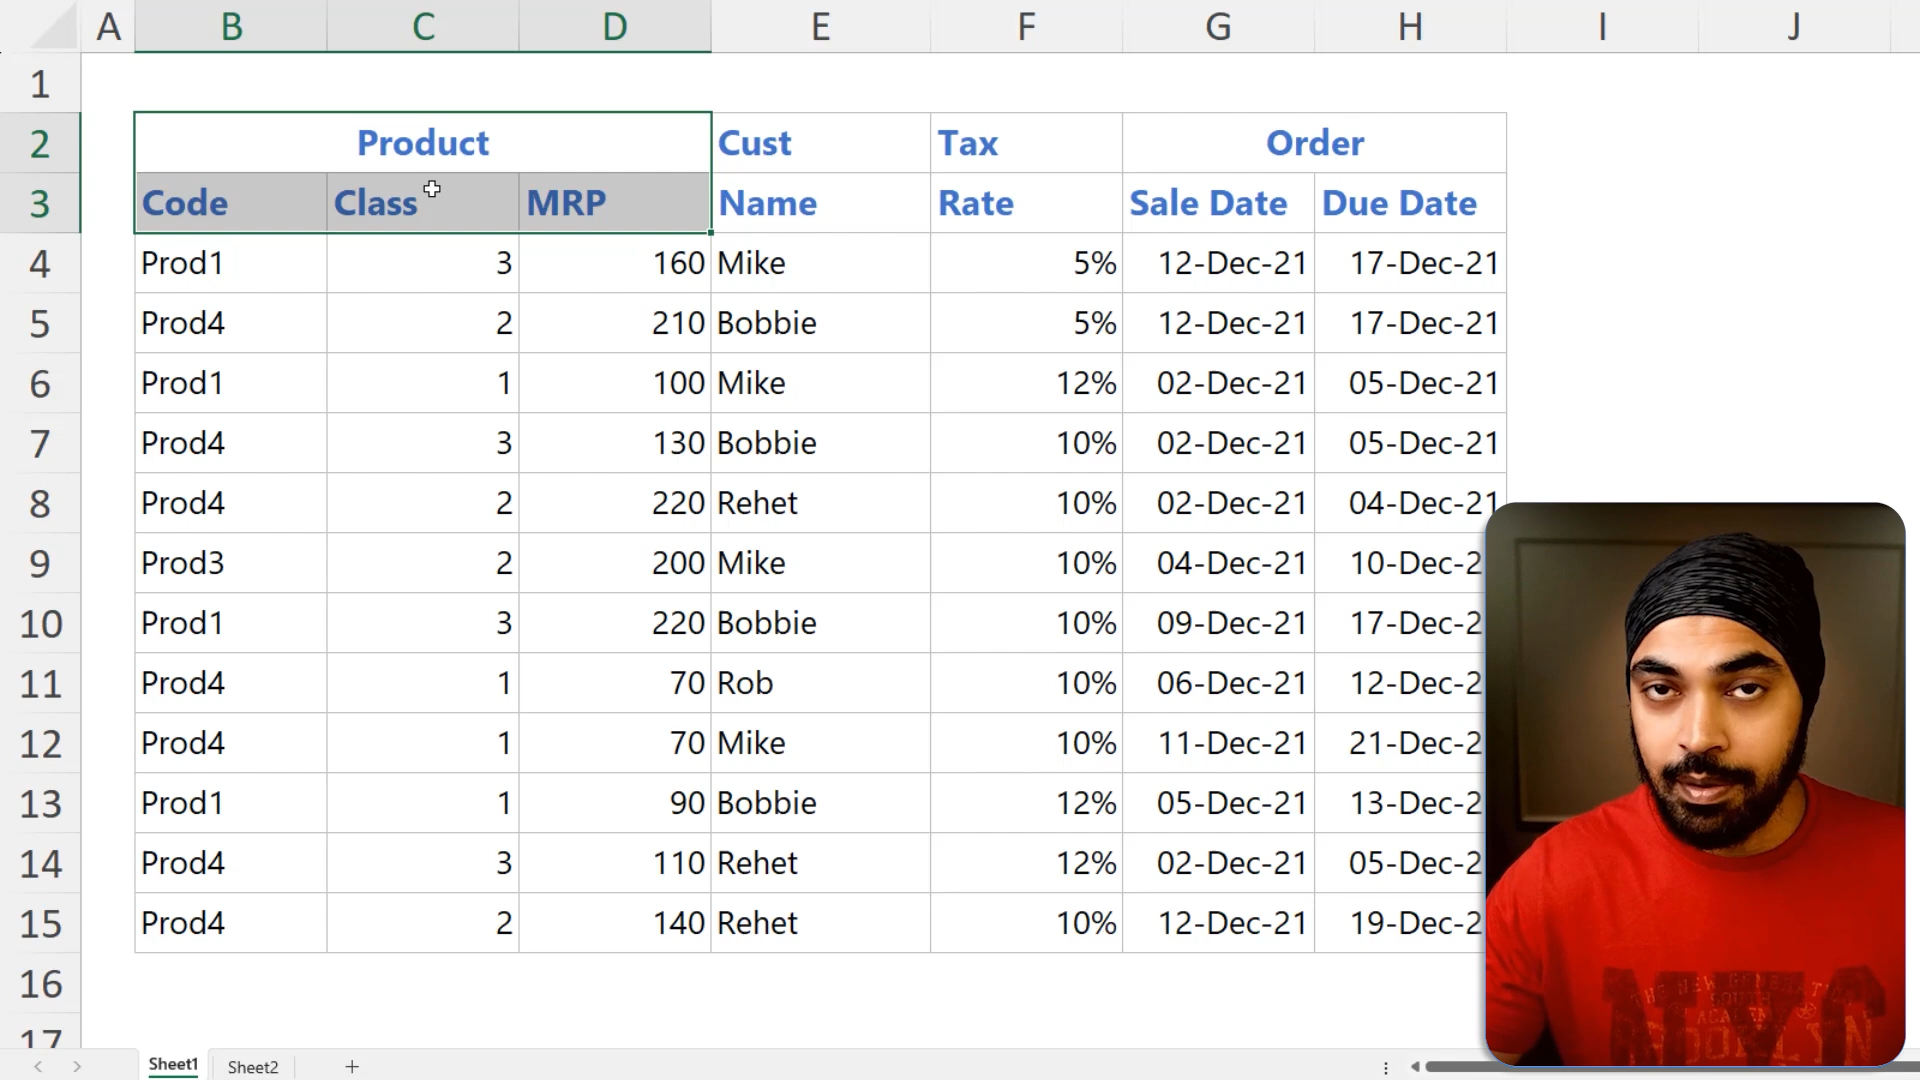 A B C D E F G H I J
1
2 Product Cust Tax Order
3 Code Class MRP Name Rate Sale Date Due Date
4 Prod1 3 160 Mike 5% 12-Dec-21 17-Dec-21
5 Prod4 2 210 Bobbie 5% 12-Dec-21 17-Dec-21
6 Prod1 1 100 Mike 12% 02-Dec-21 05-Dec-21
7 Prod4 3 130 Bobbie 10% 02-Dec-21 05-Dec-21
8 Prod4 2 220 Rehet 10% 02-Dec-21 04-Dec-21
9 Prod3 2 200 Mike 10% 04-Dec-21 10-Dec-2
10 Prod1 3 220 Bobbie 10% 09-Dec-21 17-Dec-2
11 Prod4 1 70 Rob 10% 06-Dec-21 12-Dec-2
12 Prod4 1 70 Mike 10% 11-Dec-21 21-Dec-2
13 Prod1 1 90 Bobbie 12% 05-Dec-21 13-Dec-2
14 Prod4 3 110 Rehet 12% 02-Dec-21 05-Dec-2
15 Prod4 2 140 Rehet 10% 12-Dec-21 19-Dec-2
16
17
NYC
THE NEW GENERAT
SOUTH
ACADEMY
BROOKLYN
Sheet1 Sheet2 +